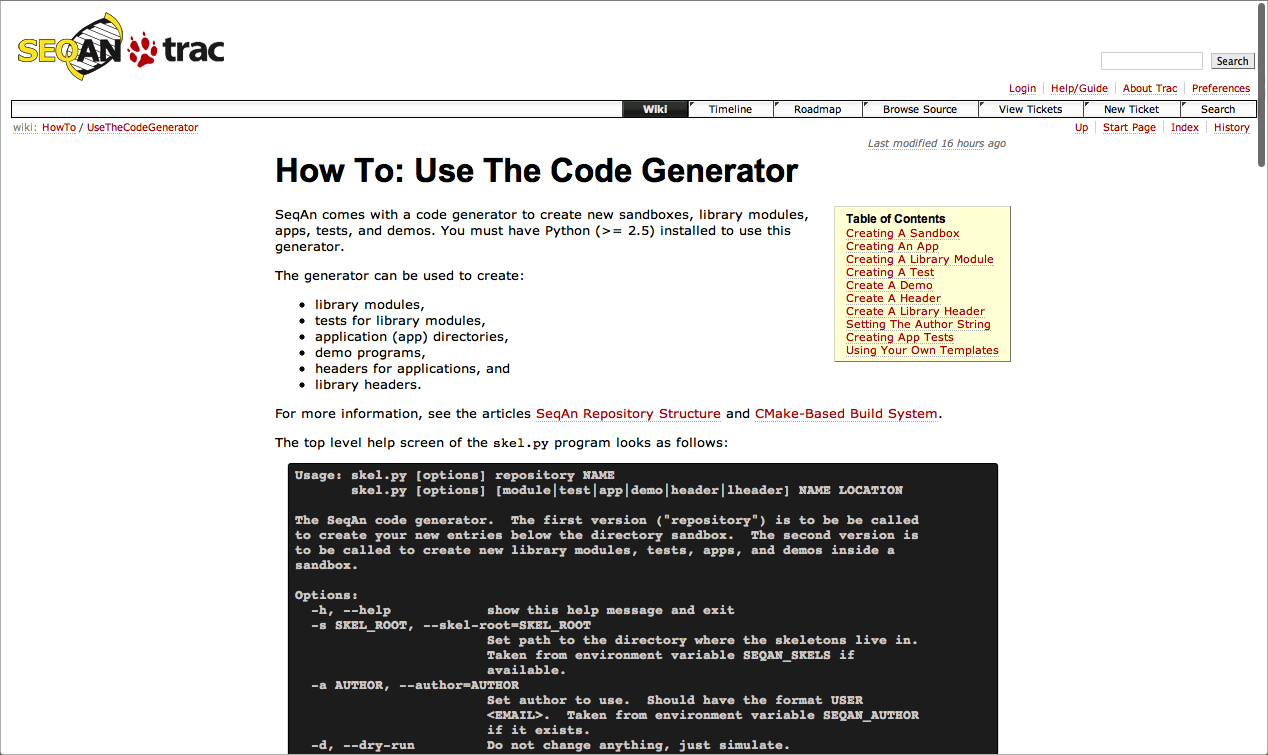 SEQAN trac
Search
Login Help/Guide About Trac Preferences
Wiki Timeline Roadmap Browse Source View Tickets New Ticket Search
wiki: HowTo / UseTheCodeGenerator
Up Start Page Index History
Last modified 16 hours ago
How To: Use The Code Generator
SeqAn comes with a code generator to create new sandboxes, library modules,
apps, tests, and demos. You must have Python (>= 2.5) installed to use this
generator.
Table of Contents
Creating A Sandbox
Creating An App
Creating A Library Module
Creating A Test
Create A Demo
Create A Header
Create A Library Header
Setting The Author String
Creating App Tests
Using Your Own Templates
The generator can be used to create:
• library modules,
• tests for library modules,
• application (app) directories,
• demo programs,
• headers for applications, and
• library headers.
For more information, see the articles SeqAn Repository Structure and CMake-Based Build System.
The top level help screen of the skel.py program looks as follows:
Usage: skel.py [options] repository NAME
skel.py [options] [module|test|app|demo|header|lheader] NAME LOCATION
The SeqAn code generator.  The first version ("repository") is to be be called
to create your new entries below the directory sandbox.  The second version is
to be called to create new library modules, tests, apps, and demos inside a
sandbox.
Options:
-h, --help            show this help message and exit
-s SKEL_ROOT, --skel-root=SKEL_ROOT
Set path to the directory where the skeletons live in.
Taken from environment variable SEQAN_SKELS if
available.
-a AUTHOR, --author=AUTHOR
Set author to use.  Should have the format USER
<EMAIL>.  Taken from environment variable SEQAN_AUTHOR
if it exists.
-d, --dry-run         Do not change anything, just simulate.